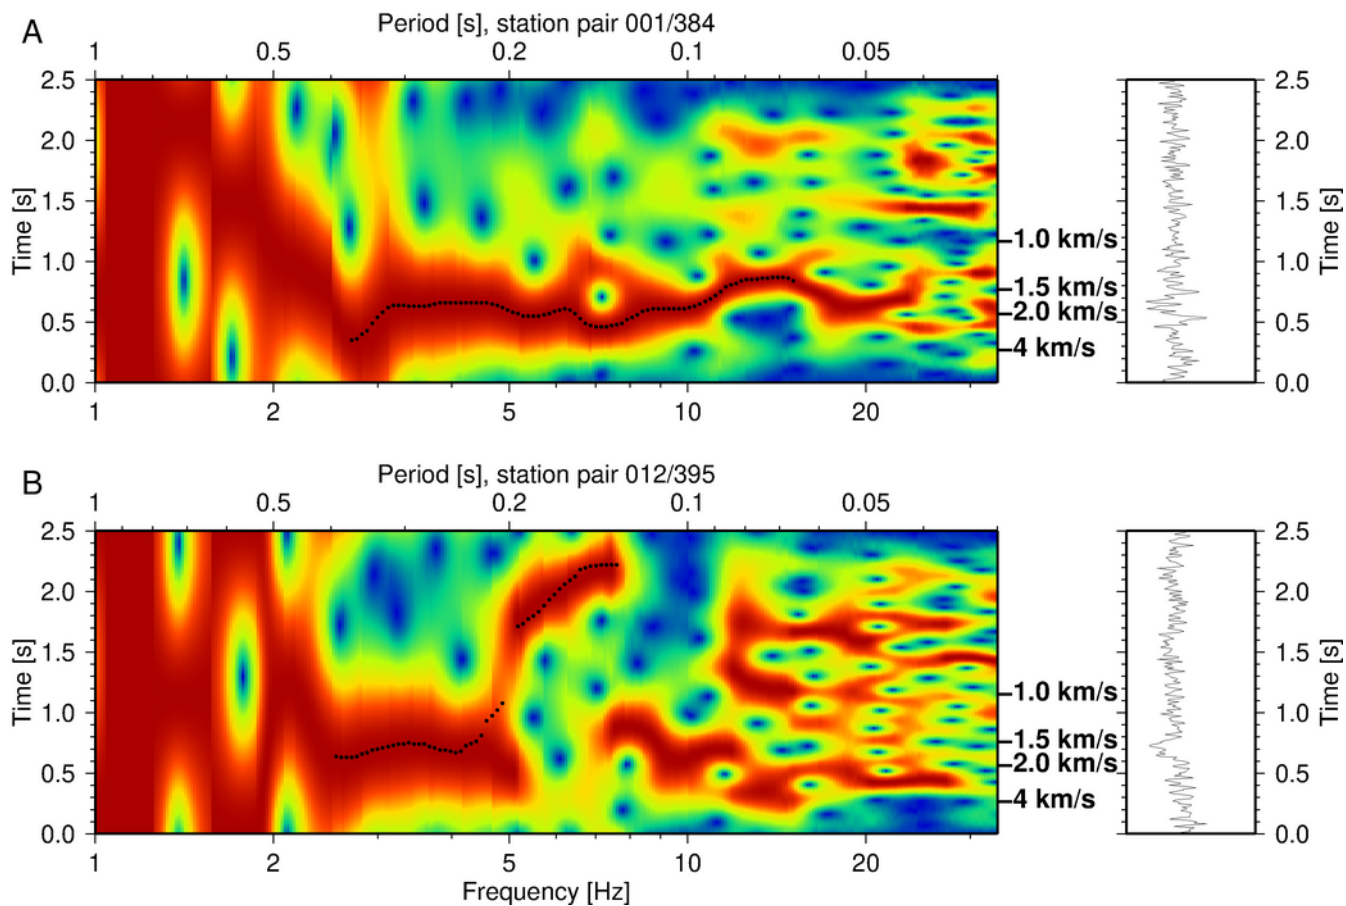 A
Period [s], station pair 001/384
1 0.5 0.2 0.1 0.05
2.5
2.0
1.5
1.0
0.5
0.0
Time [s]
1 2 5 10 20
1.0 km/s
1.5 km/s
2.0 km/s
4 km/s
2.5
2.0
1.5
1.0
0.5
0.0
Time [s]
B
Period [s], station pair 012/395
1 0.5 0.2 0.1 0.05
2.5
2.0
1.5
1.0
0.5
0.0
Time [s]
1 2 5 10 20
Frequency [Hz]
1.0 km/s
1.5 km/s
2.0 km/s
4 km/s
2.5
2.0
1.5
1.0
0.5
0.0
Time [s]